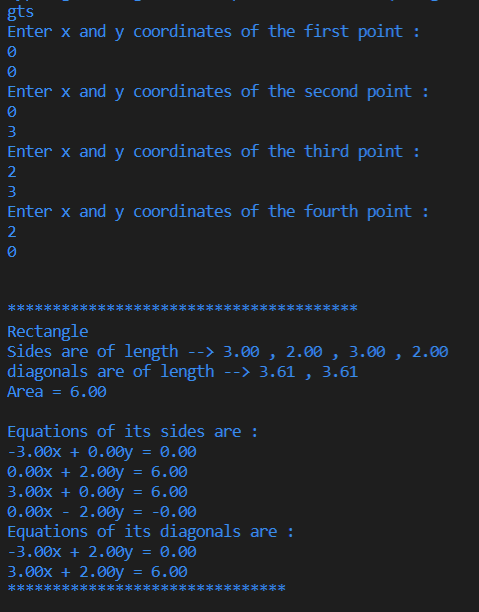 gts
Enter x and y coordinates of the first point :
0
0
Enter x and y coordinates of the second point :
0
3
Enter x and y coordinates of the third point :
2
3
Enter x and y coordinates of the fourth point :
2
0
***************************************
Rectangle
Sides are of length --> 3.00 , 2.00 , 3.00 , 2.00
diagonals are of length --> 3.61 , 3.61
Area = 6.00
Equations of its sides are :
-3.00x + 0.00y = 0.00
0.00x + 2.00y = 6.00
3.00x + 0.00y = 6.00
0.00x - 2.00y = -0.00
Equations of its diagonals are :
-3.00x + 2.00y = 0.00
3.00x + 2.00y = 6.00
*******************************